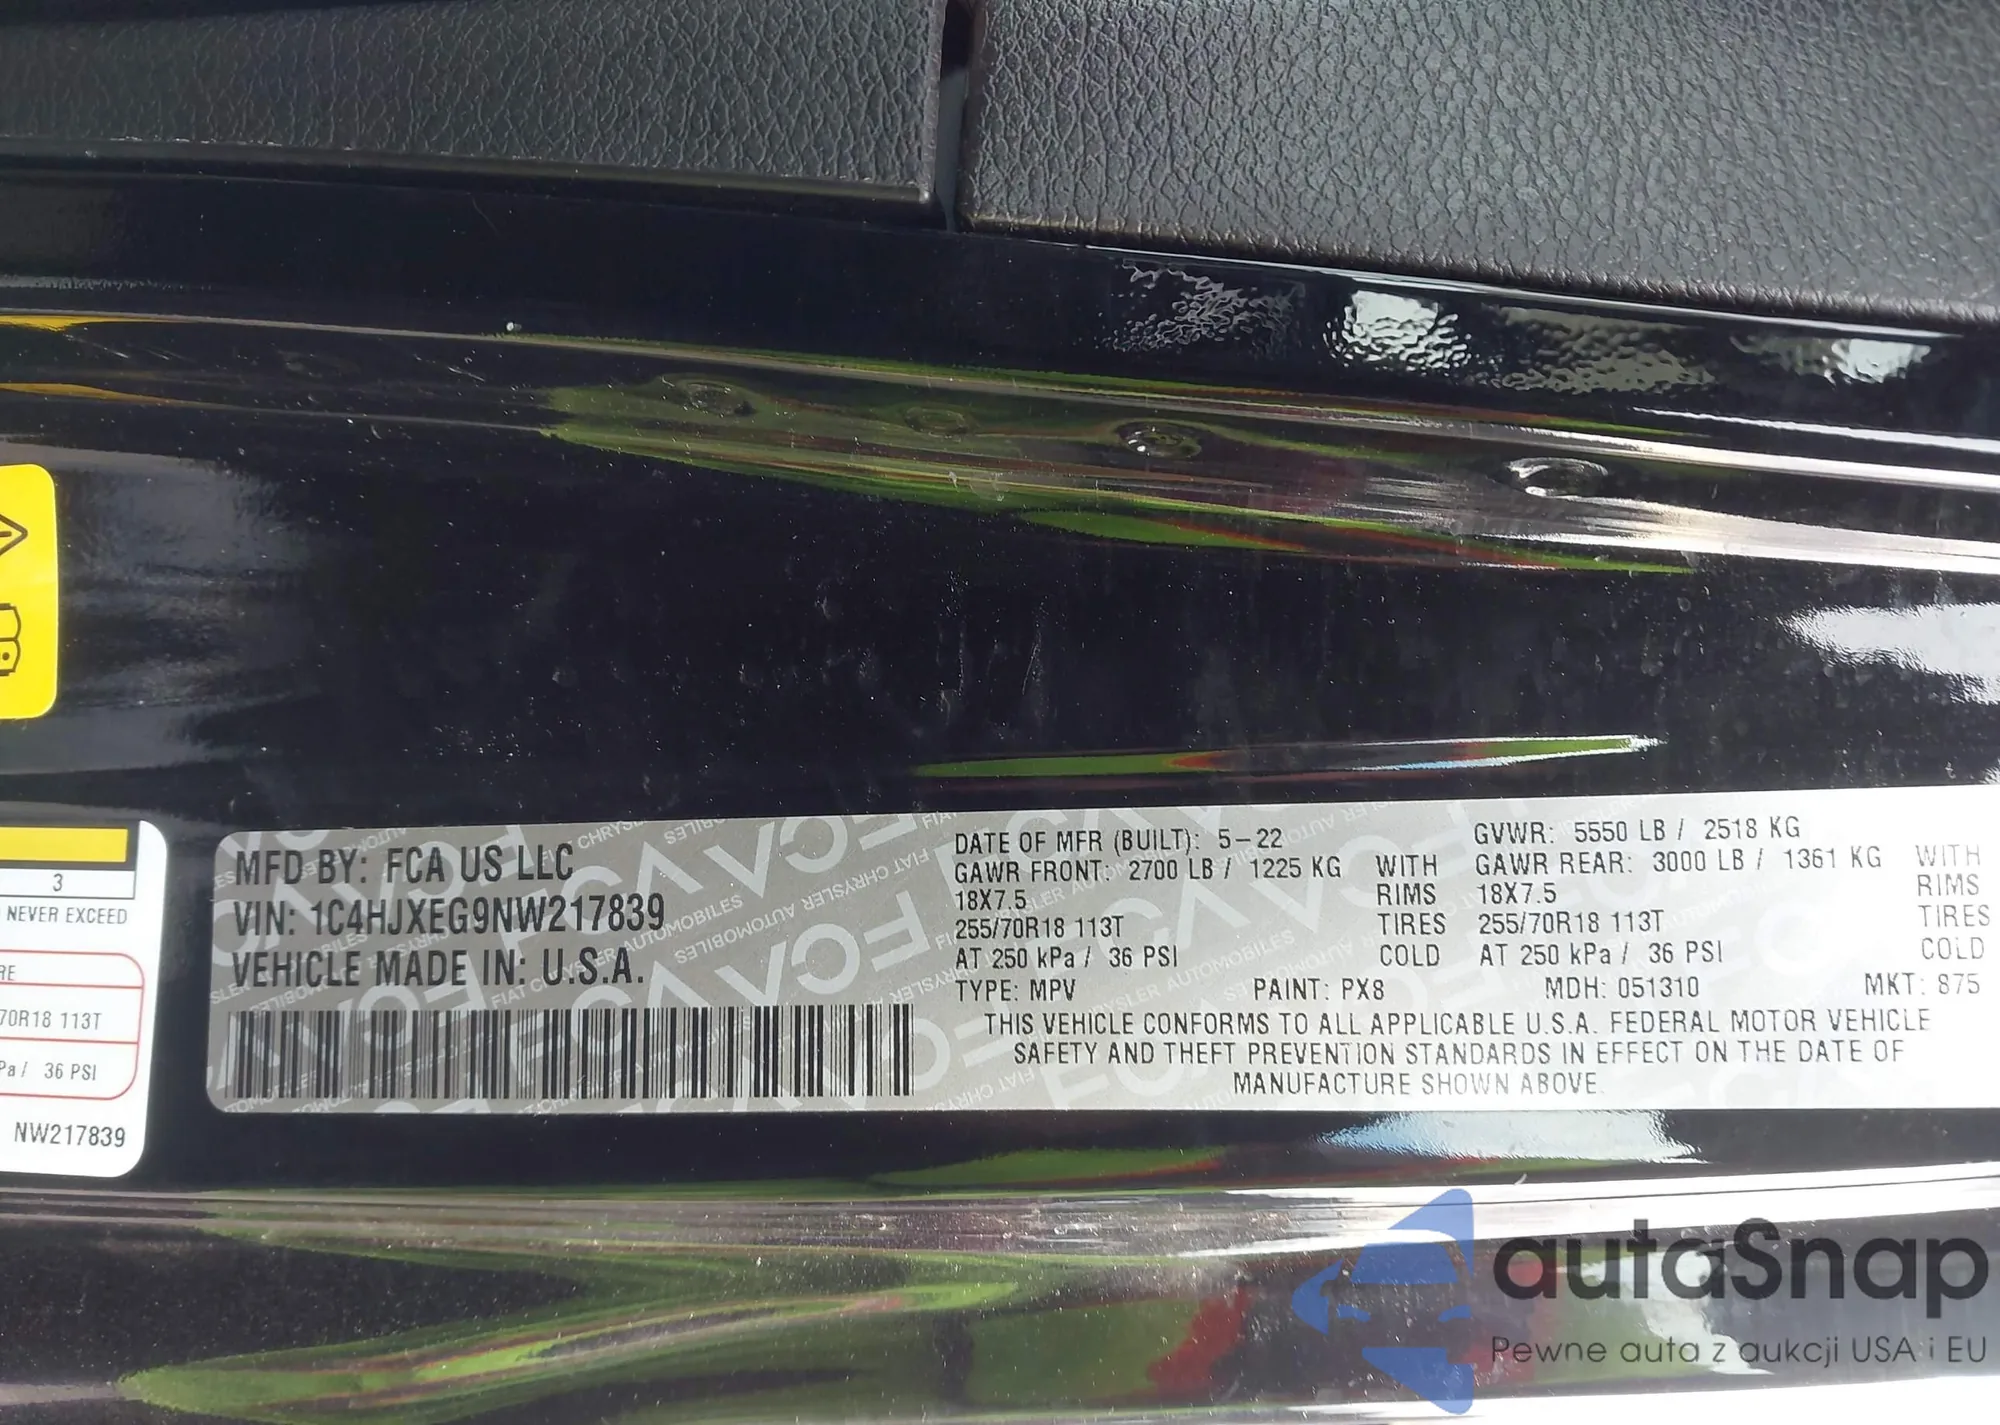 3
NEVER EXCEED
RE
70R18 113T
Pa / 36 PSI
NW217839
MFD BY: FCA US LLC
VIN: 1C4HJXEG9NW217839
VEHICLE MADE IN: U.S.A.
DATE OF MFR (BUILT): 5-22 GVWR: 5550 LB / 2518 KG
GAWR FRONT: 2700 LB / 1225 KG WITH GAWR REAR: 3000 LB / 1361 KG WITH
18X7.5 RIMS 18X7.5 RIMS
255/70R18 113T TIRES 255/70R18 113T TIRES
AT 250 kPa / 36 PSI COLD AT 250 kPa / 36 PSI COLD
TYPE: MPV PAINT: PX8 MDH: 051310 MKT: 875
THIS VEHICLE CONFORMS TO ALL APPLICABLE U.S.A. FEDERAL MOTOR VEHICLE
SAFETY AND THEFT PREVENTION STANDARDS IN EFFECT ON THE DATE OF
MANUFACTURE SHOWN ABOVE.
autaSnap
Pewne auta z aukcji USA i EU